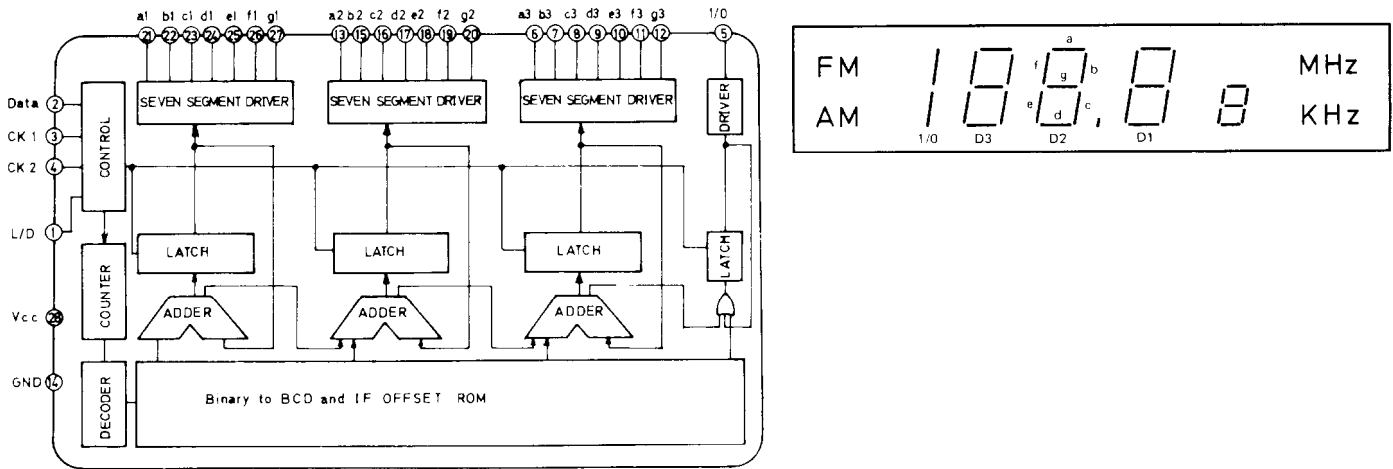 a1 b1 c1 d1 e1 f1 g1 a2 b2 c2 d2 e2 f2 g2 a3 b3 c3 d3 e3 f3 g3 1/0
21 22 23 24 25 26 27 13 15 16 17 18 19 20 6 7 8 9 10 11 12 5
SEVEN SEGMENT DRIVER SEVEN SEGMENT DRIVER SEVEN SEGMENT DRIVER DRIVER
Data 2
CK 1 3
CK 2 4
L/D 1
CONTROL
LATCH LATCH LATCH LATCH
COUNTER
Vcc 28
ADDER ADDER ADDER
GND 14
DECODER
Binary to BCD and IF OFFSET ROM
FM a MHz
f g b
AM e d c KHz
1/0 D3 D2 D1